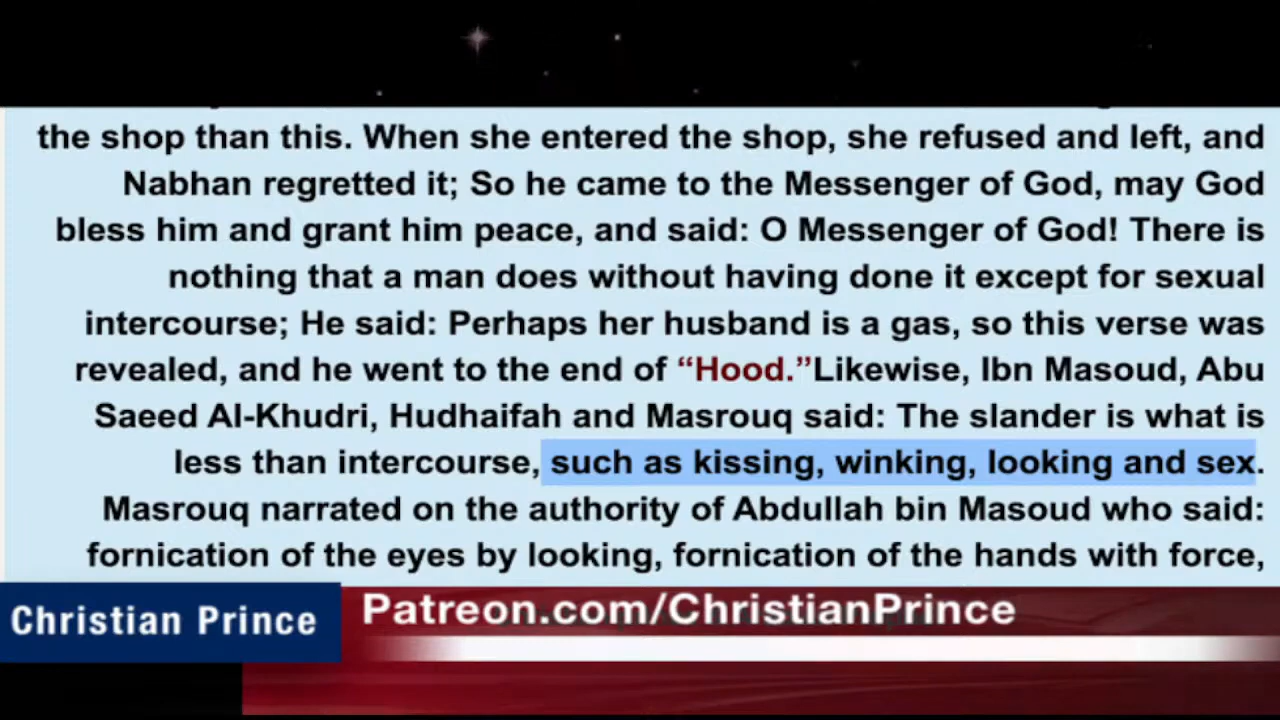 the shop than this. When she entered the shop, she refused and left, and
Nabhan regretted it; So he came to the Messenger of God, may God
bless him and grant him peace, and said: O Messenger of God! There is
nothing that a man does without having done it except for sexual
intercourse; He said: Perhaps her husband is a gas, so this verse was
revealed, and he went to the end of “Hood.”Likewise, Ibn Masoud, Abu
Saeed Al-Khudri, Hudhaifah and Masrouq said: The slander is what is
less than intercourse, such as kissing, winking, looking and sex.
Masrouq narrated on the authority of Abdullah bin Masoud who said:
fornication of the eyes by looking, fornication of the hands with force,
Christian Prince
Patreon.com/ChristianPrince